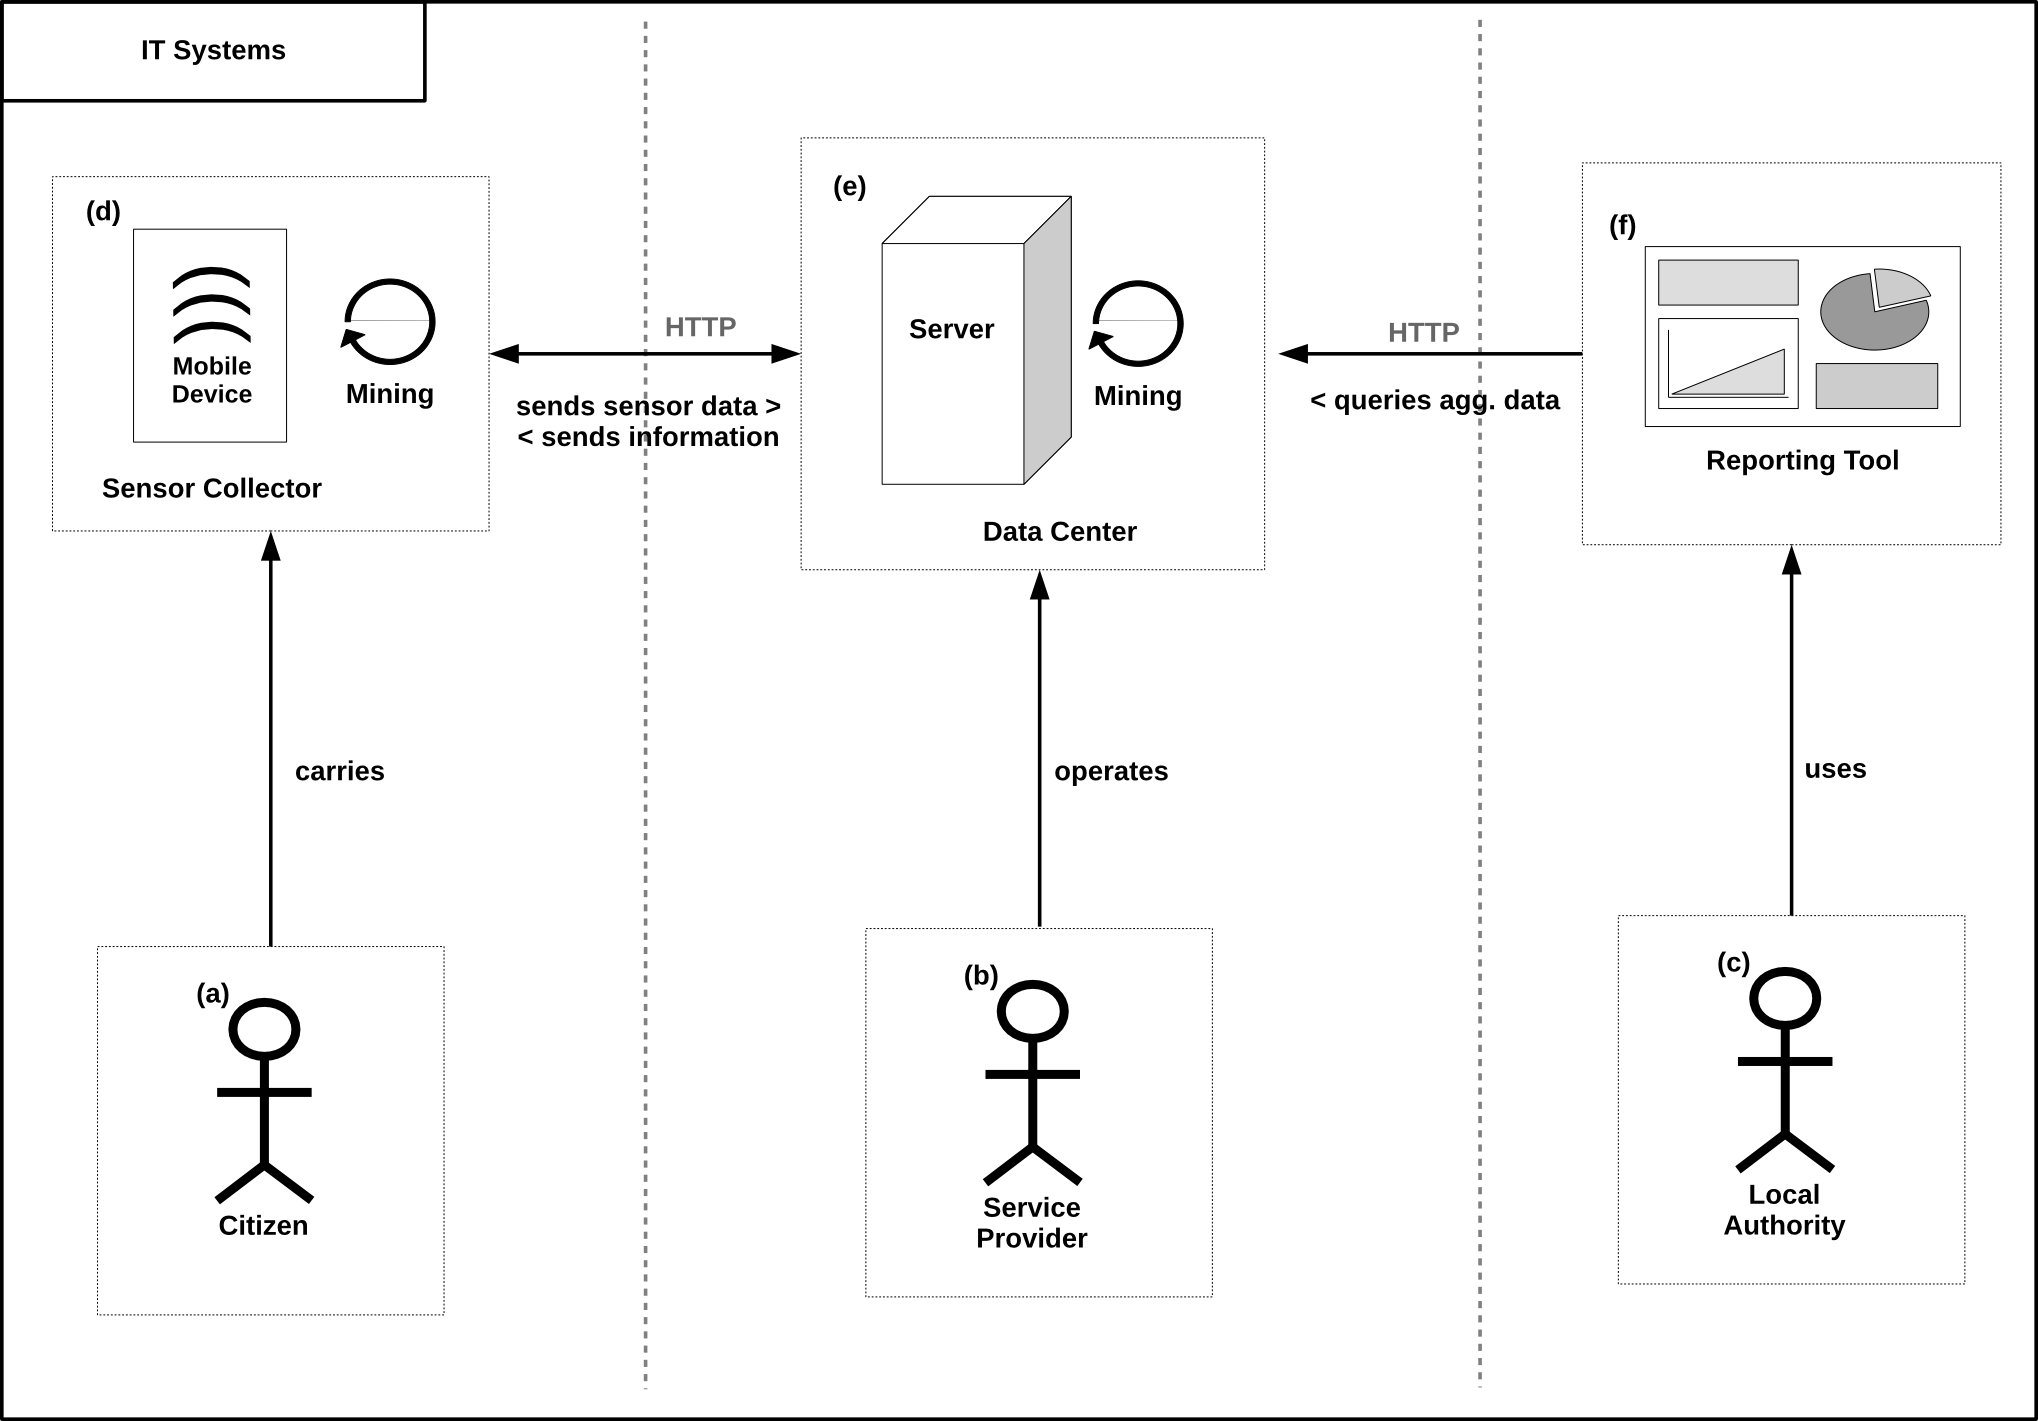 IT Systems
(d)
Mobile
Device
Mining
Sensor Collector
HTTP
sends sensor data >
< sends information
(e)
Server
Mining
Data Center
HTTP
< queries agg. data
(f)
Reporting Tool
carries
operates
uses
(a)
Citizen
(b)
Service
Provider
(c)
Local
Authority